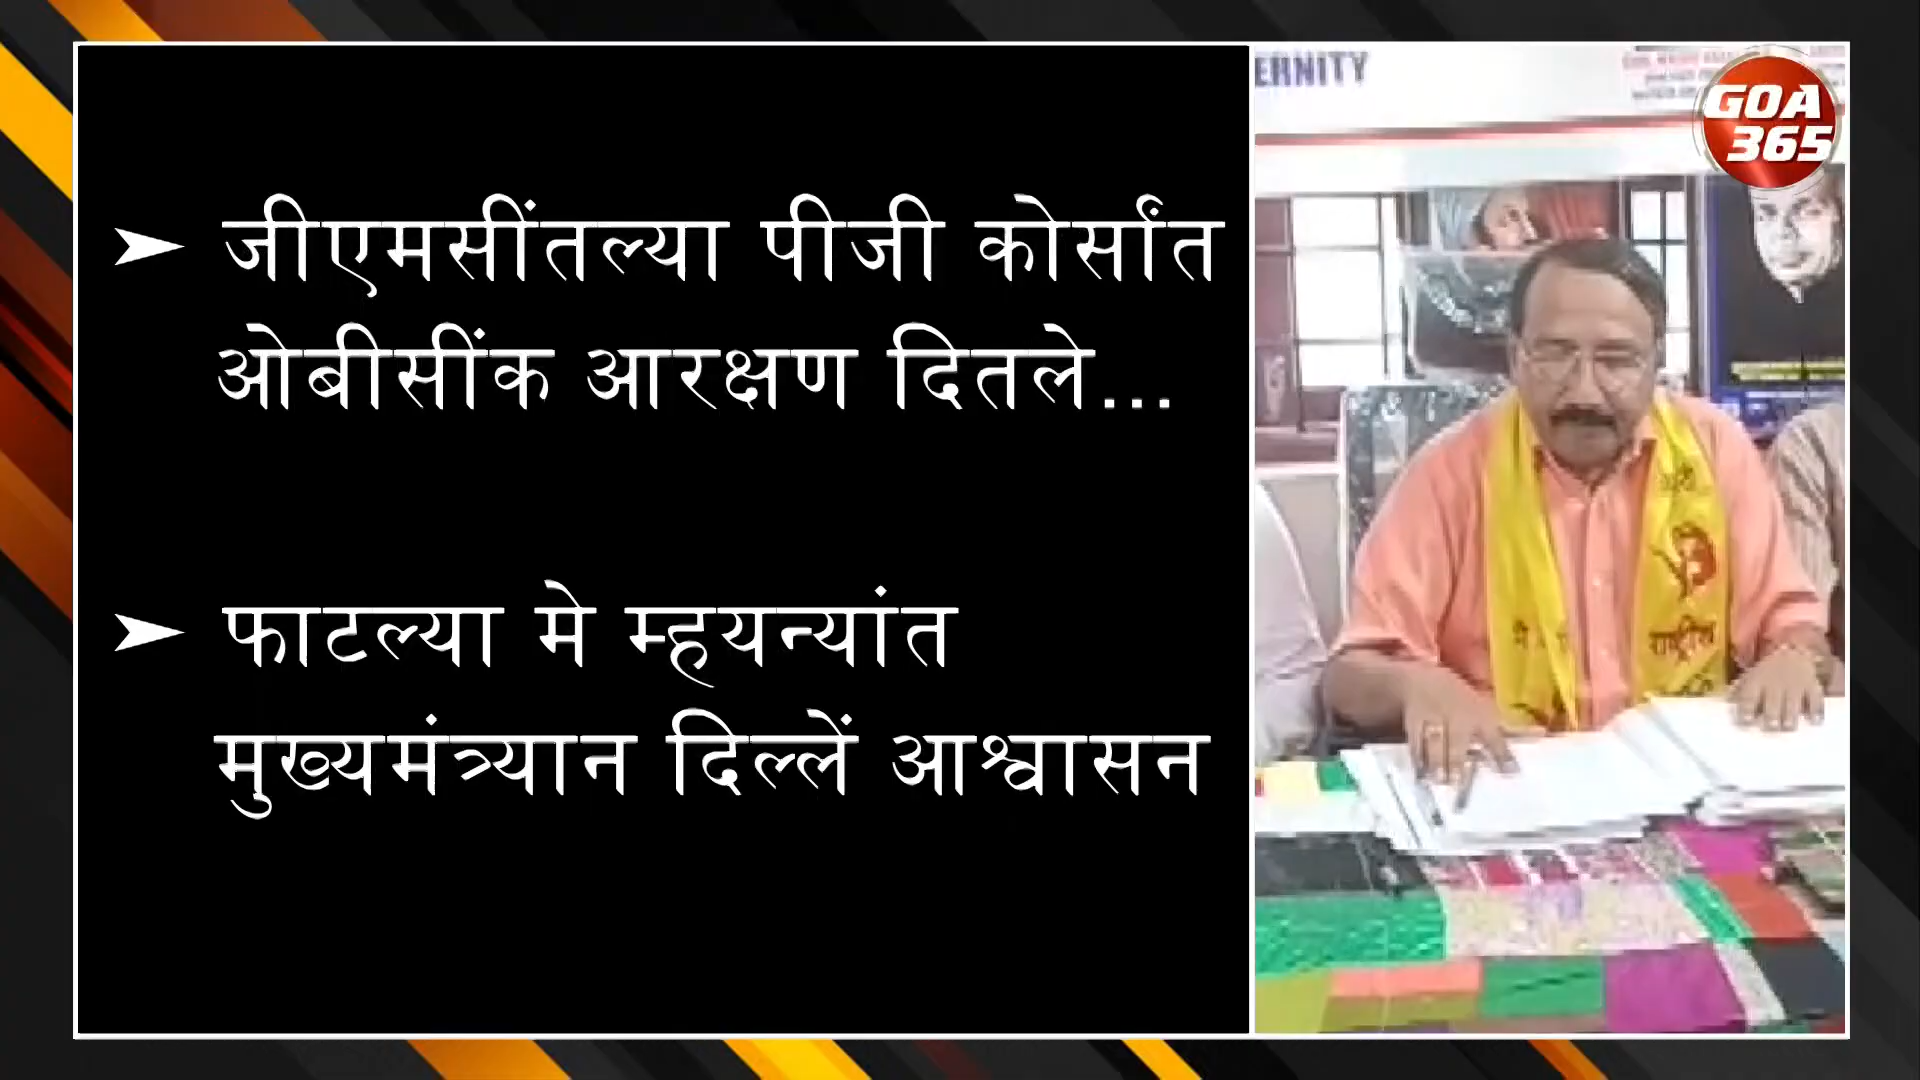 ERNITY
GOA
365
➤ जीएमसींतल्या पीजी कोर्सांत
ओबीसींक आरक्षण दितले...
➤ फाटल्या मे म्हयन्यांत
मुख्यमंत्र्यान दिल्लें आश्वासन
राष्ट्रीय